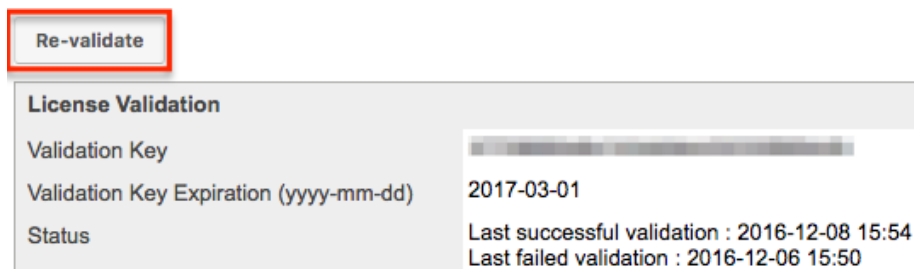 Re-validate
License Validation
Validation Key
Validation Key Expiration (yyyy-mm-dd) 2017-03-01
Status Last successful validation : 2016-12-08 15:54
Last failed validation : 2016-12-06 15:50